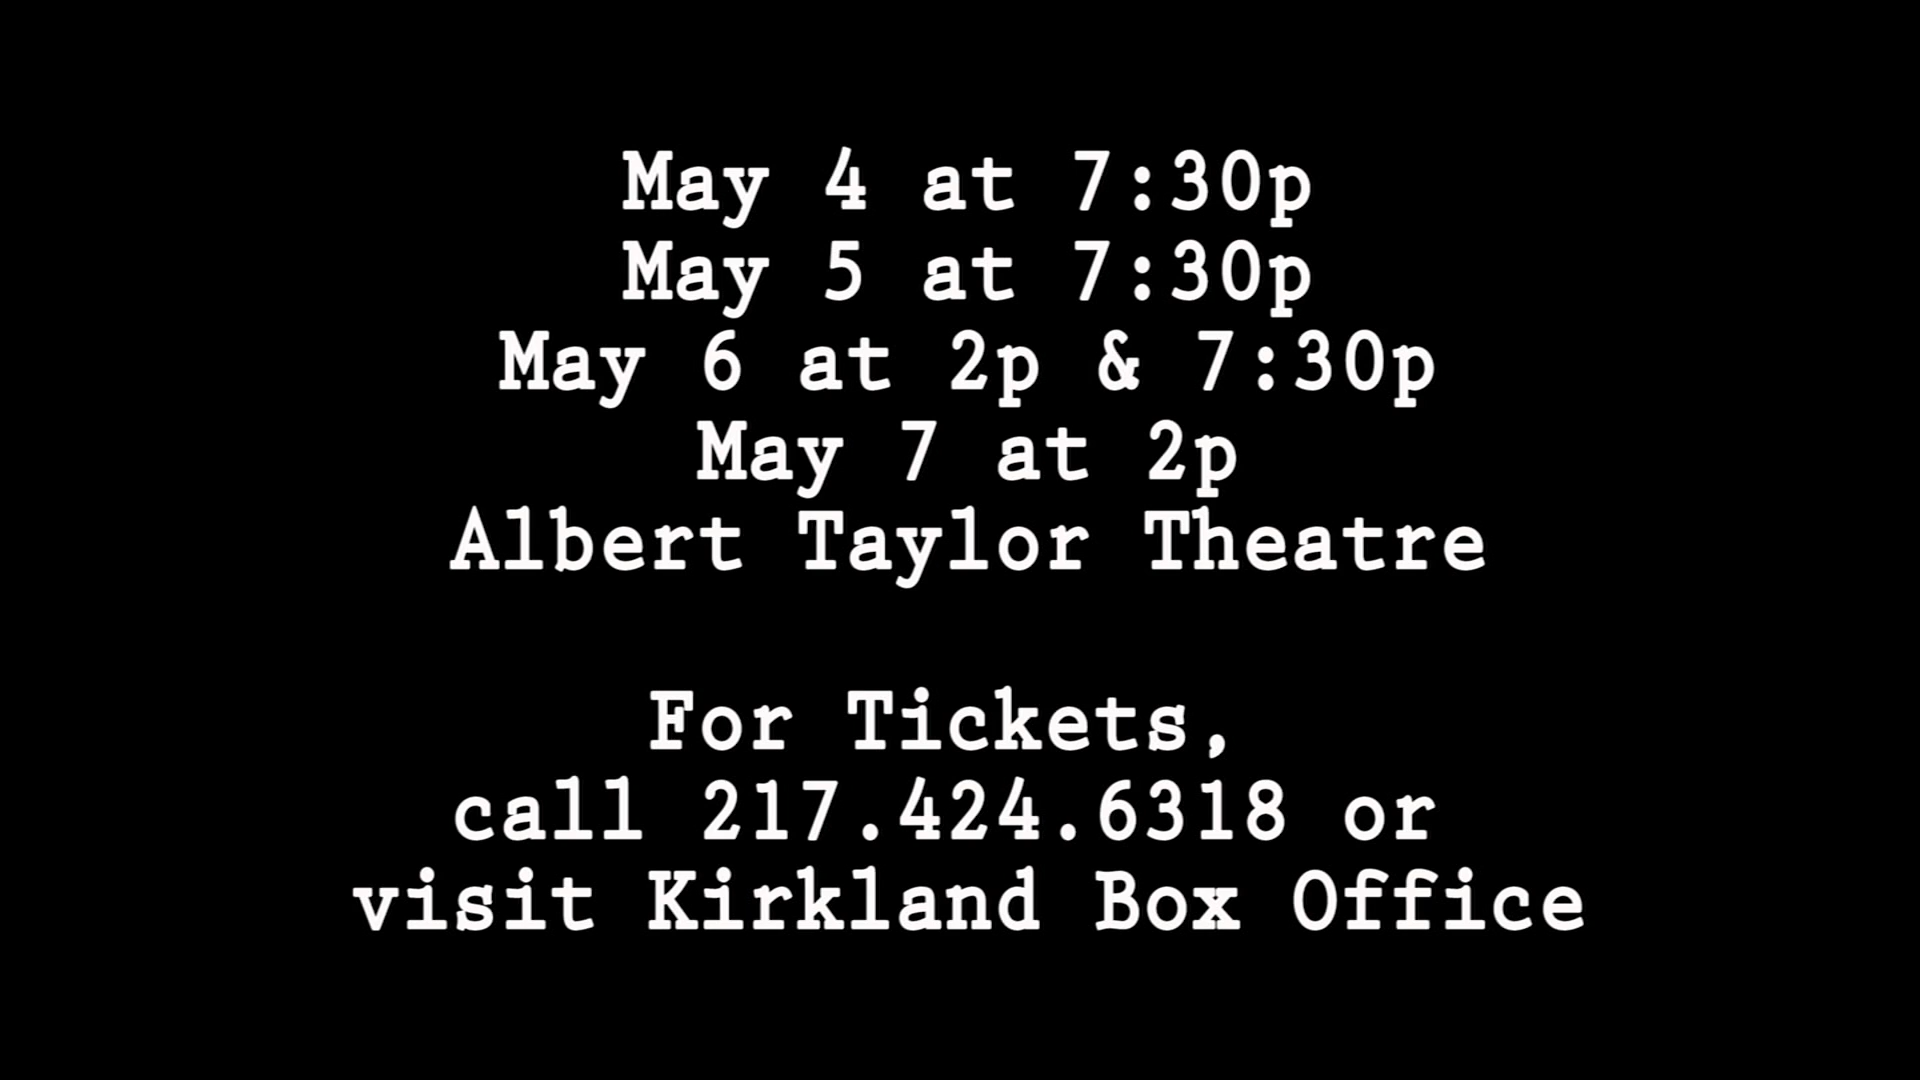 May 4 at 7:30p
May 5 at 7:30p
May 6 at 2p & 7:30p
May 7 at 2p
Albert Taylor Theatre
For Tickets,
call 217.424.6318 or
visit Kirkland Box Office